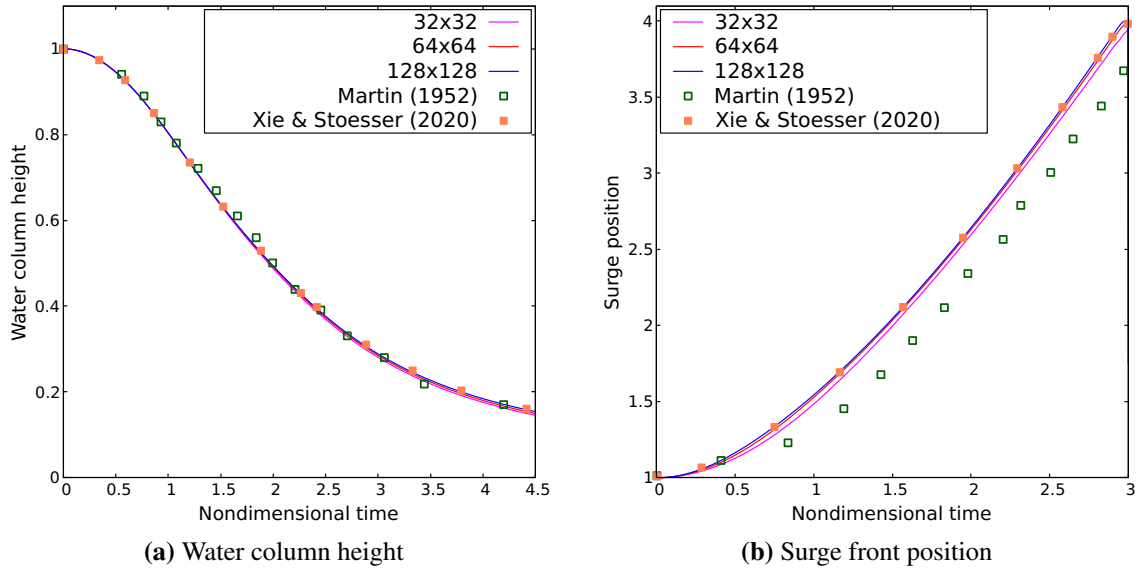 32x32
64x64
128x128
Martin (1952)
Xie & Stoesser (2020)
Water column height
0
0.2
0.4
0.6
0.8
1
0 0.5 1 1.5 2 2.5 3 3.5 4 4.5
Nondimensional time
(a) Water column height
32x32
64x64
128x128
Martin (1952)
Xie & Stoesser (2020)
Surge position
1
1.5
2
2.5
3
3.5
4
0 0.5 1 1.5 2 2.5 3
Nondimensional time
(b) Surge front position